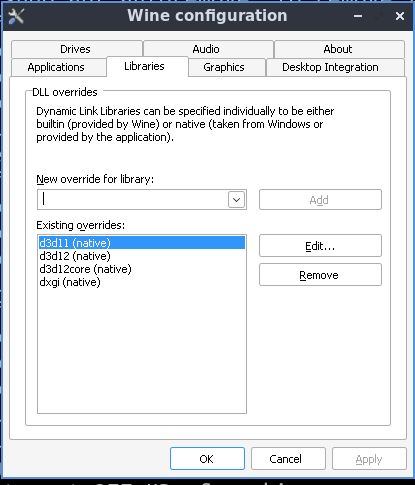 Wine configuration
Drives
Audio
About
Applications
Libraries
Graphics
Desktop Integration
DLL overrides
Dynamic Link Libraries can be specified individually to be either
builtin (provided by Wine) or native (taken from Windows or
provided by the application).
New override for library:
Add
Existing overrides:
d3d11 (native)
d3d12 (native)
d3d12core (native)
dxgi (native)
Edit...
Remove
OK
Cancel
Apply